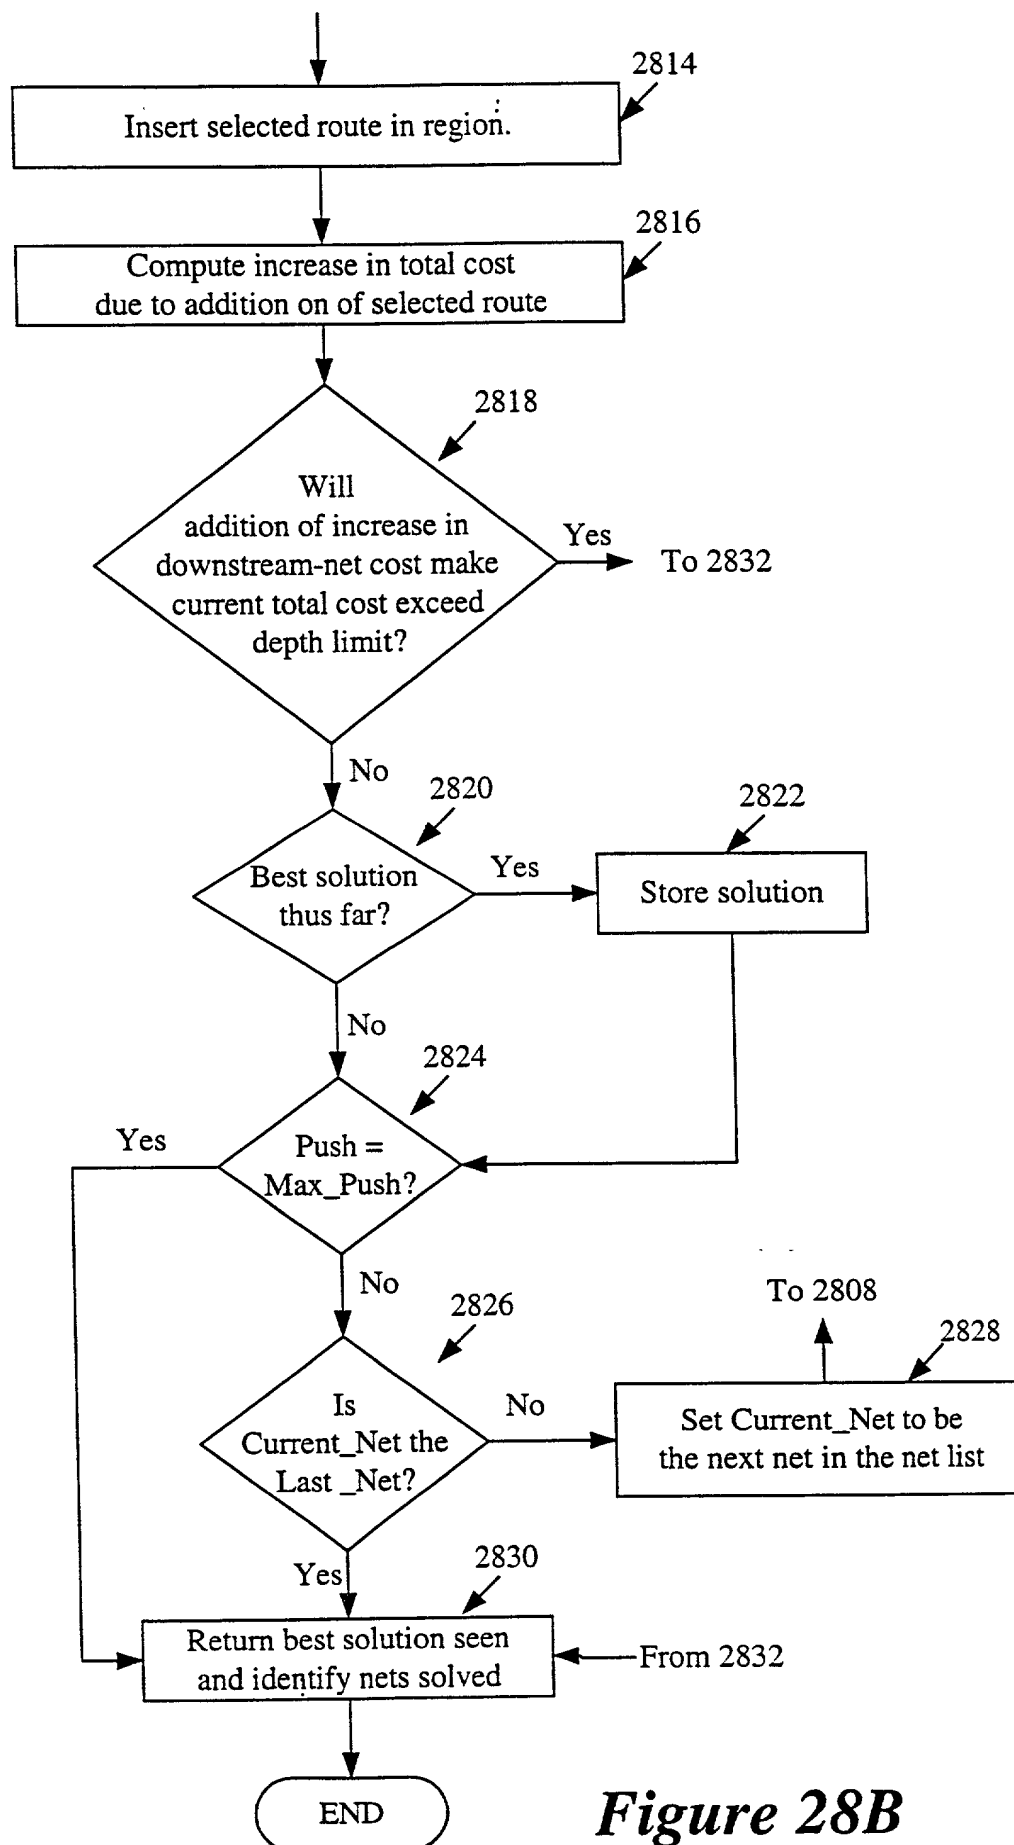 2814
Insert selected route in region.
2816
Compute increase in total cost
due to addition on of selected route
2818
Will
addition of increase in
downstream-net cost make
current total cost exceed
depth limit?
Yes
To 2832
No
2820
2822
Best solution
thus far?
Yes
Store solution
No
2824
Yes
Push =
Max_Push?
No
To 2808
2826
2828
Is
Current_Net the
Last _Net?
No
Set Current_Net to be
the next net in the net list
Yes
2830
Return best solution seen
and identify nets solved
From 2832
END
Figure 28B